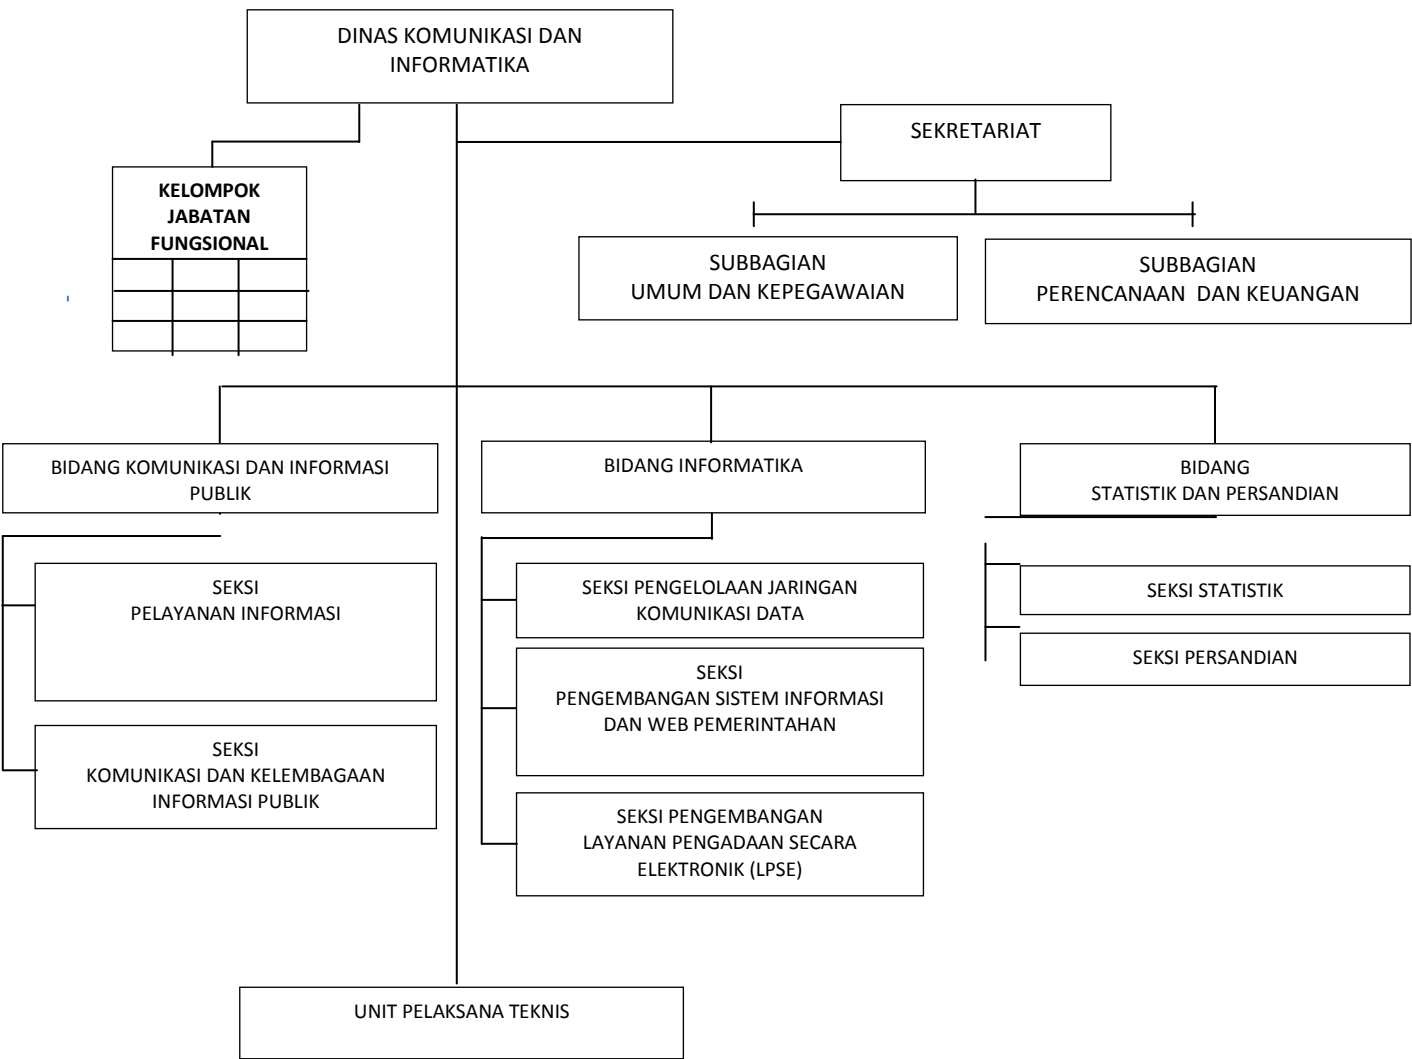 DINAS KOMUNIKASI DAN
INFORMATIKA
SEKRETARIAT
KELOMPOK
JABATAN
FUNGSIONAL
SUBBAGIAN
UMUM DAN KEPEGAWAIAN
SUBBAGIAN
PERENCANAAN  DAN KEUANGAN
BIDANG KOMUNIKASI DAN INFORMASI
PUBLIK
BIDANG INFORMATIKA
BIDANG
STATISTIK DAN PERSANDIAN
SEKSI
PELAYANAN INFORMASI
SEKSI
KOMUNIKASI DAN KELEMBAGAAN
INFORMASI PUBLIK
SEKSI PENGELOLAAN JARINGAN
KOMUNIKASI DATA
SEKSI
PENGEMBANGAN SISTEM INFORMASI
DAN WEB PEMERINTAHAN
SEKSI PENGEMBANGAN
LAYANAN PENGADAAN SECARA
ELEKTRONIK (LPSE)
SEKSI STATISTIK
SEKSI PERSANDIAN
UNIT PELAKSANA TEKNIS